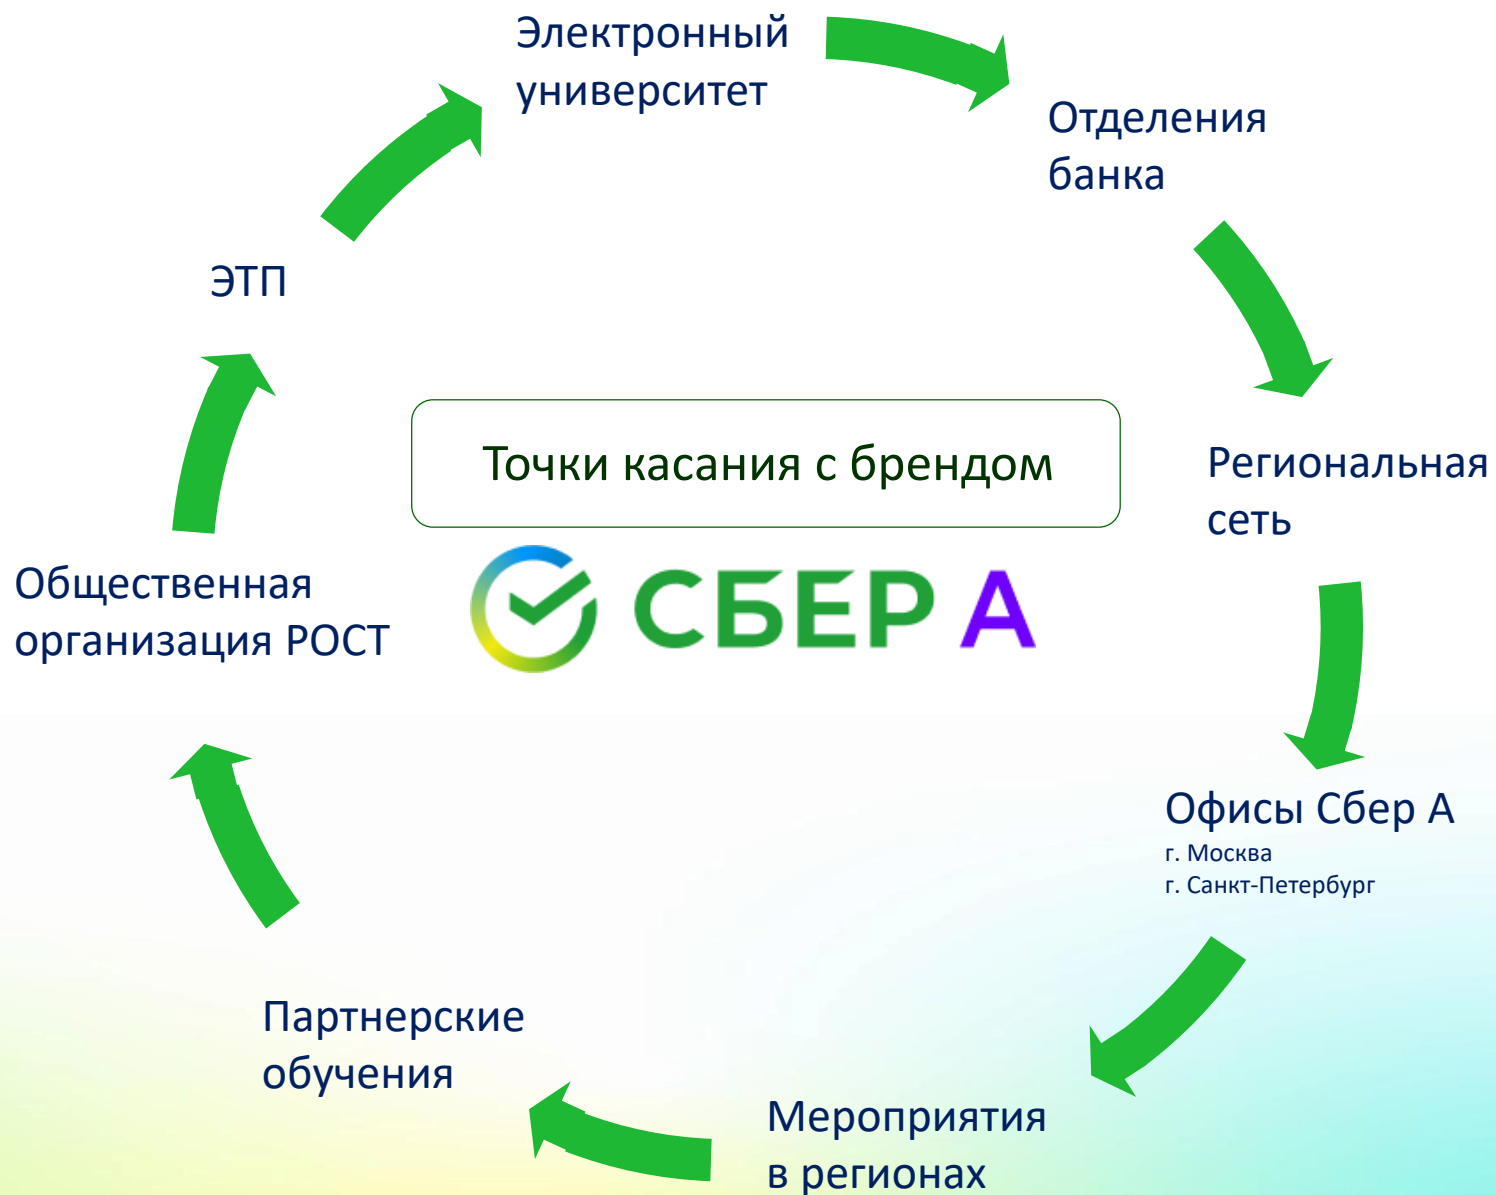 Электронный
университет
Отделения
банка
Региональная
сеть
Офисы Сбер А
г. Москва
г. Санкт-Петербург
Мероприятия
в регионах
Партнерские
обучения
Общественная
организация РОСТ
ЭТП
Точки касания с брендом
СБЕР А